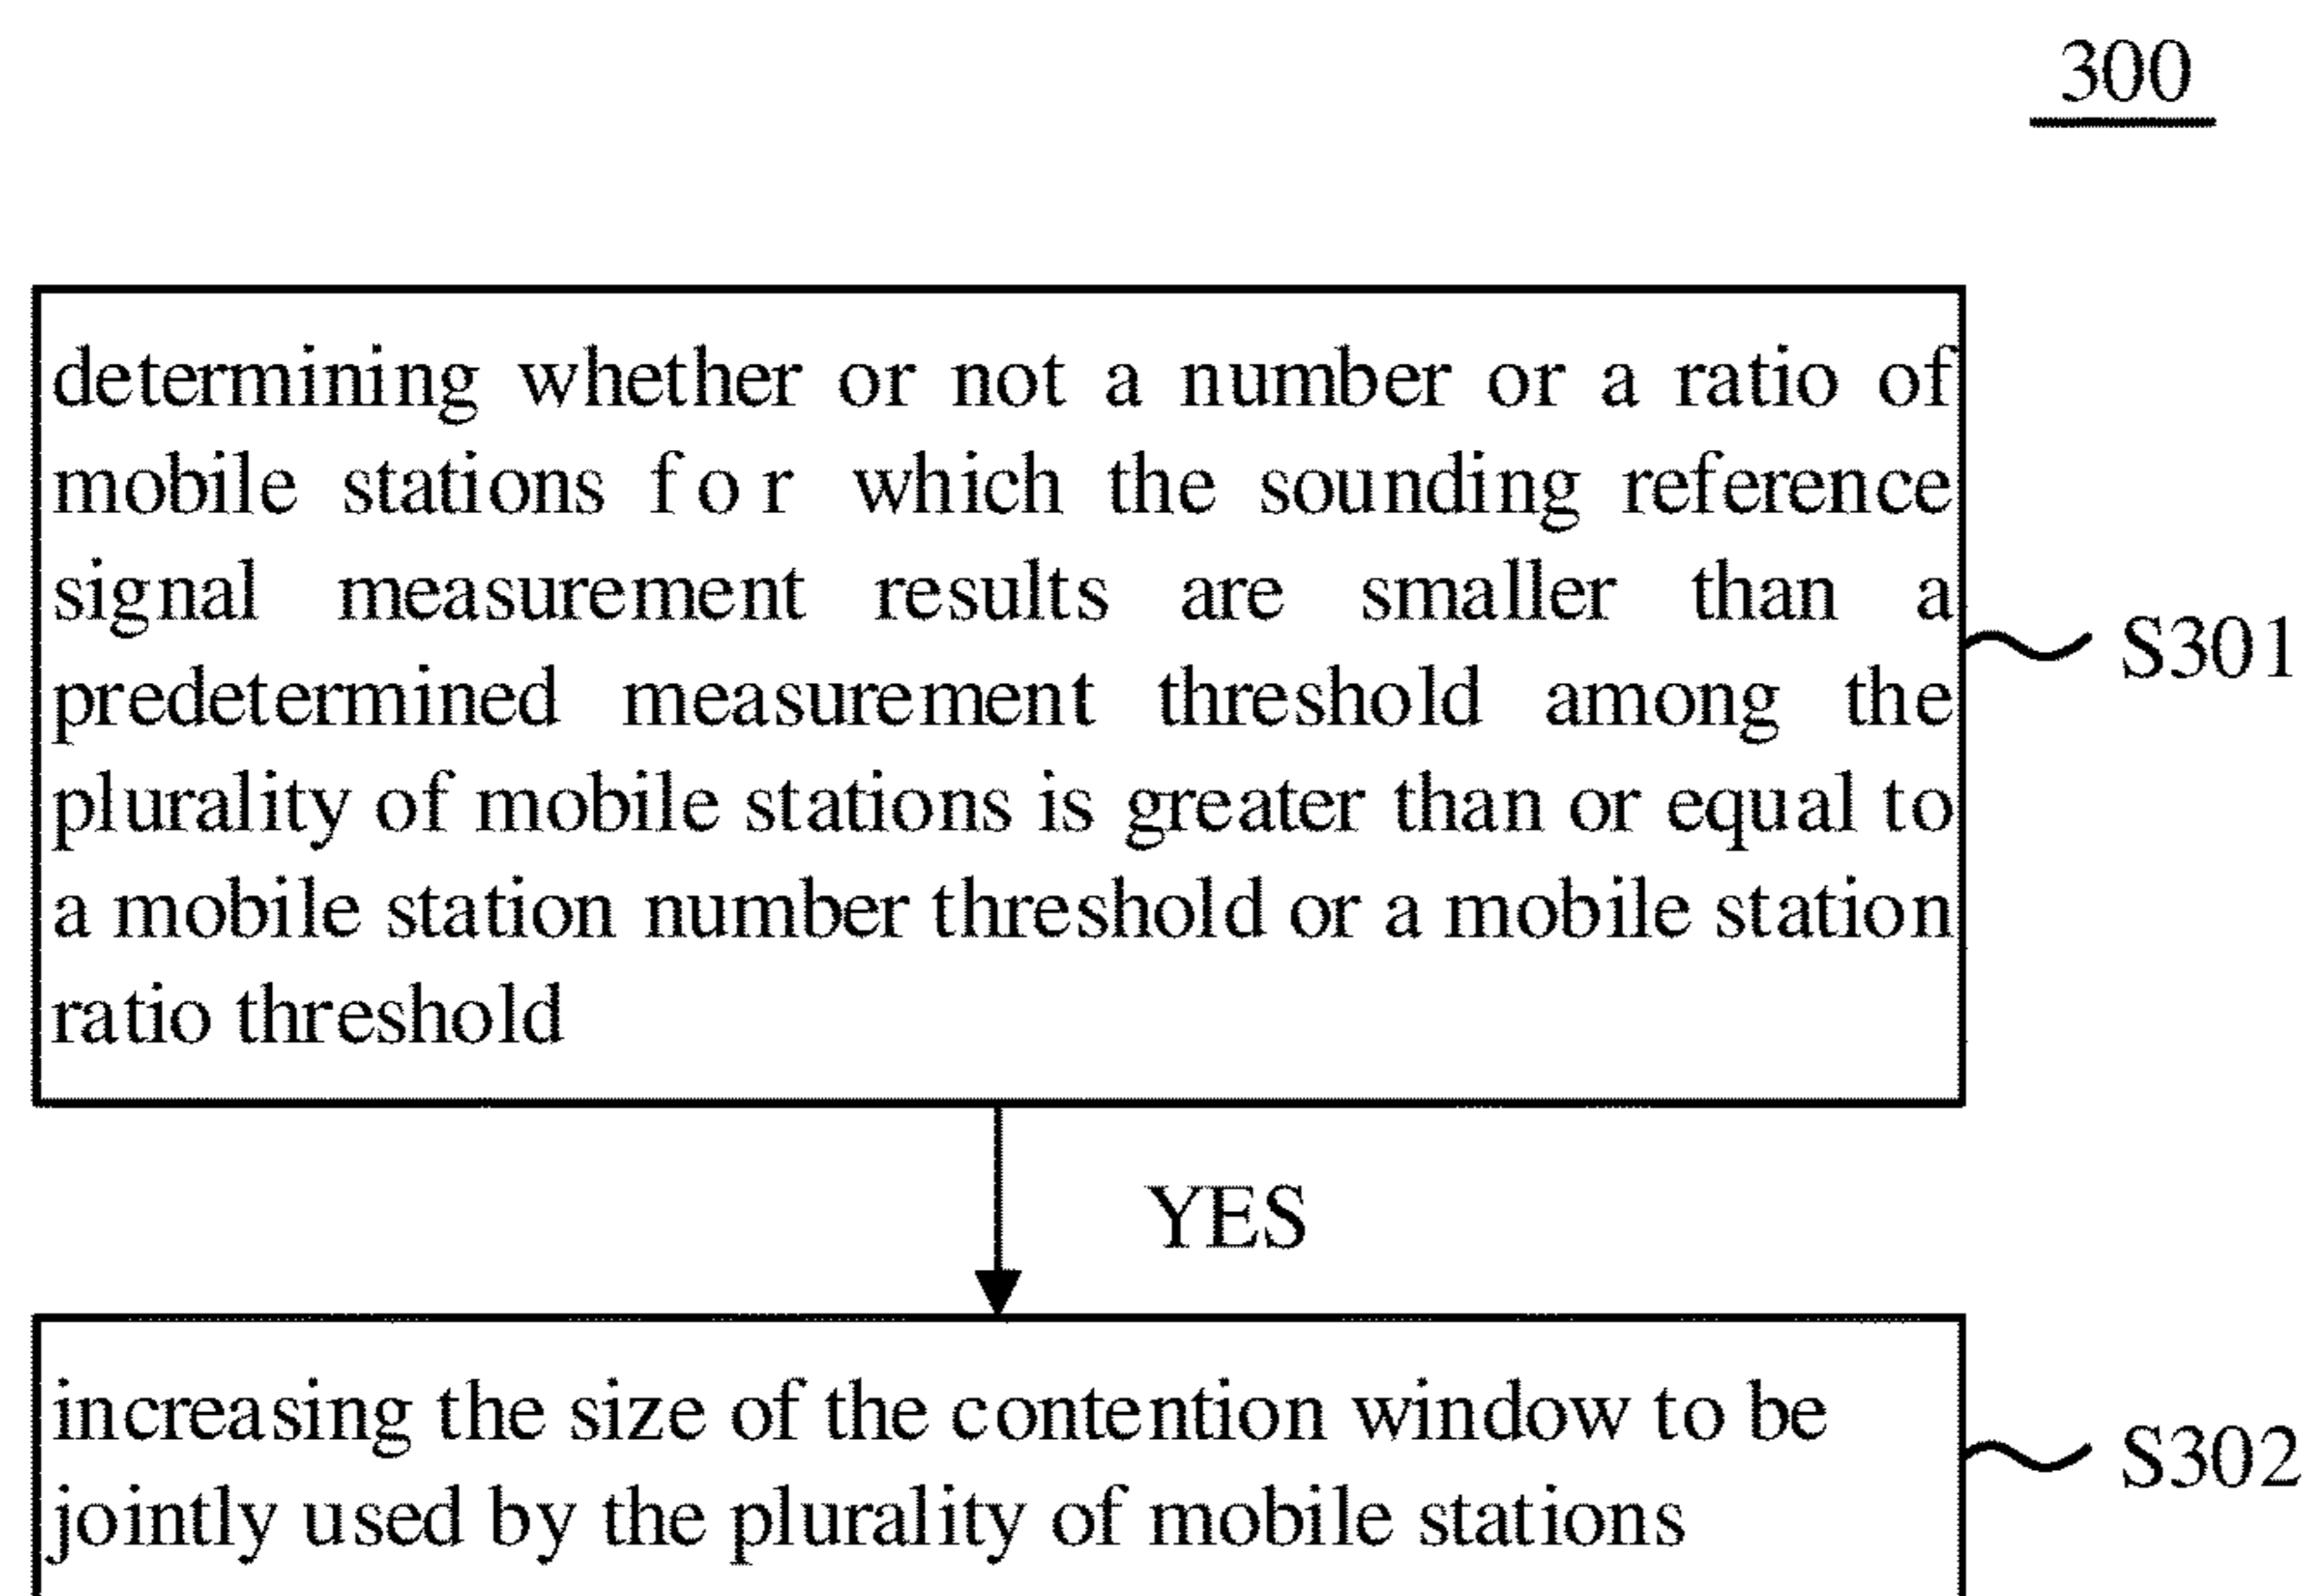 300
determining whether or not a number or a ratio of
mobile stations for which the sounding reference
signal measurement results are smaller than a
predetermined measurement threshold among the
plurality of mobile stations is greater than or equal to
a mobile station number threshold or a mobile station
ratio threshold
S301
YES
increasing the size of the contention window to be
jointly used by the plurality of mobile stations
S302